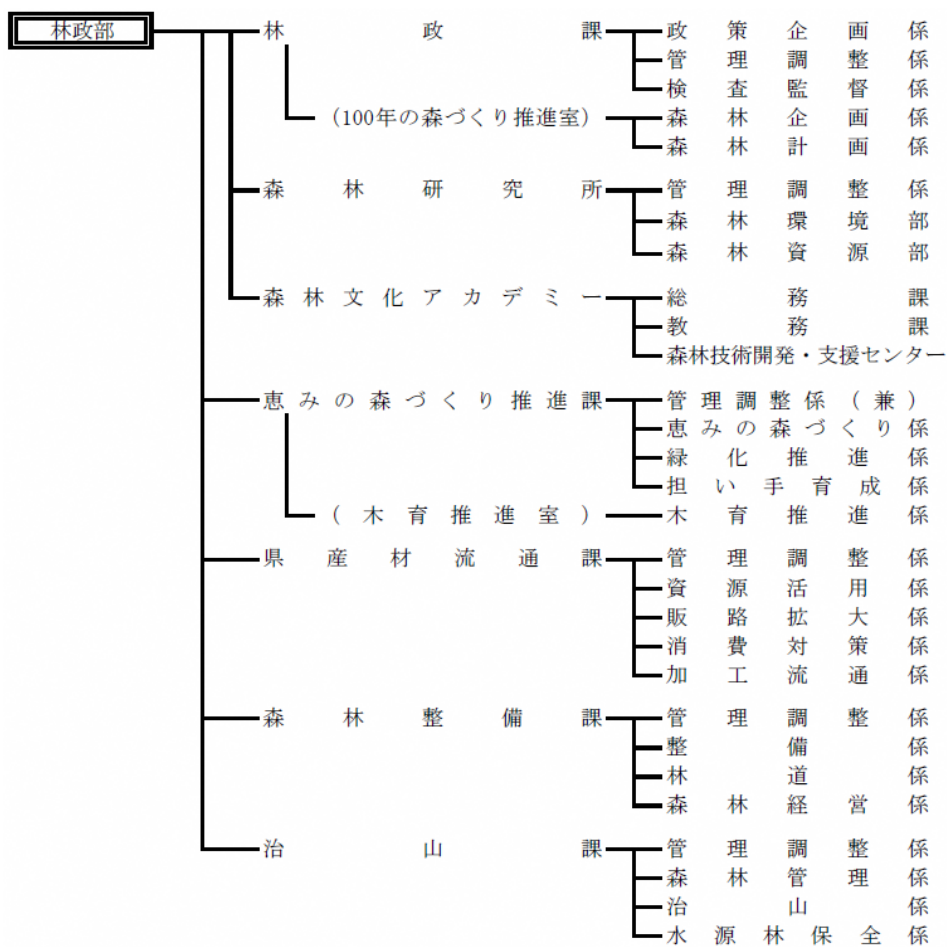 林政部 林政課 政策企画係
管理調整係
検査監督係
（100年の森づくり推進室） 森林企画係
森林計画係
森林研究所 管理調整係
森林環境部
森林資源部
森林文化アカデミー 総務課
教務課
森林技術開発・支援センター
恵みの森づくり推進課 管理調整係（兼）
恵みの森づくり係
緑化推進係
担い手育成係
（木育推進室） 木育推進係
県産材流通課 管理調整係
資源活用係
販路拡大係
消費対策係
加工流通係
森林整備課 管理調整係
整備係
林道係
森林経営係
治山課 管理調整係
森林管理係
治山係
水源林保全係